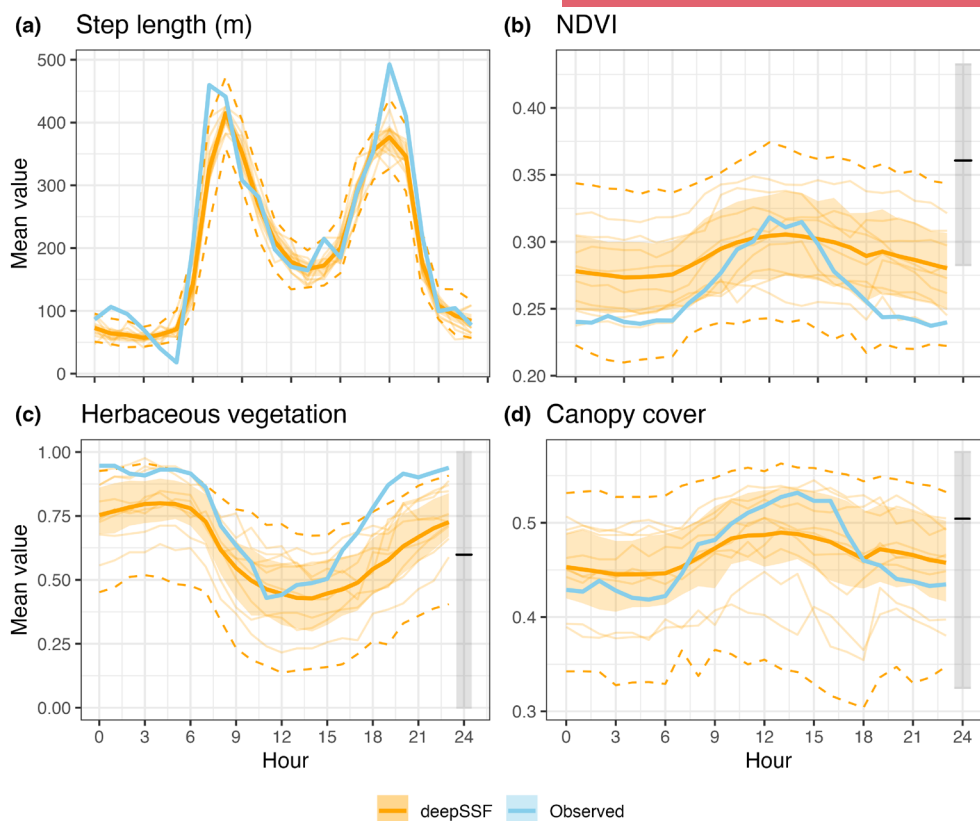 (a) Step length (m)
(b) NDVI
Mean value
500
400
300
200
100
0
0.40
0.35
0.30
0.25
0.20
(c) Herbaceous vegetation
(d) Canopy cover
Mean value
1.00
0.75
0.50
0.25
0.00
0 3 6 9 12 15 18 21 24
Hour
0.5
0.4
0.3
0 3 6 9 12 15 18 21 24
Hour
deepSSF Observed